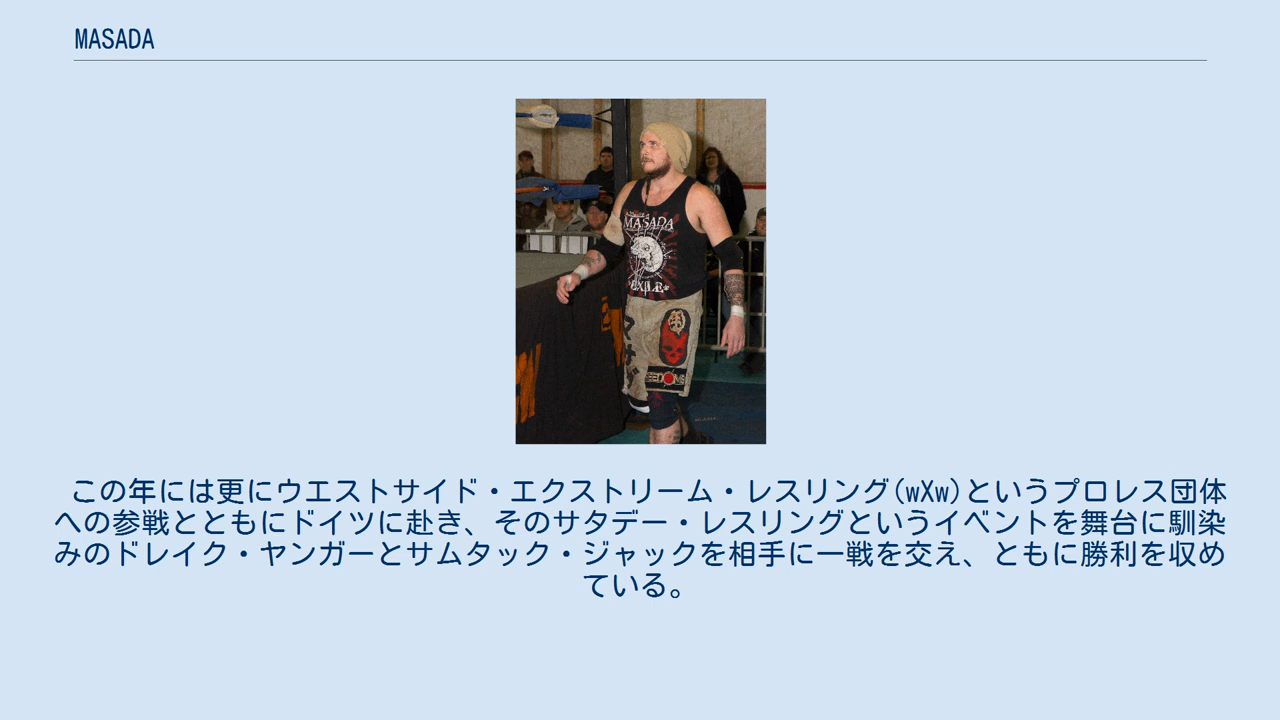 MASADA
MASADA
EXILE
この年には更にウエストサイド・エクストリーム・レスリング(wXw)というプロレス団体
への参戦とともにドイツに赴き、そのサタデー・レスリングというイベントを舞台に馴染
みのドレイク・ヤンガーとサムタック・ジャックを相手に一戦を交え、ともに勝利を収め
ている。